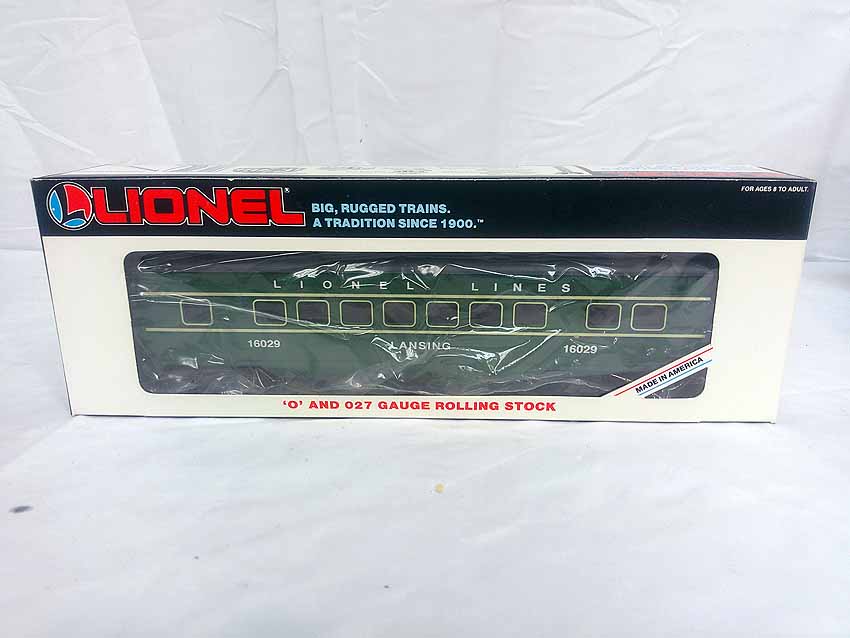 LIONEL®
BIG, RUGGED TRAINS.
A TRADITION SINCE 1900.™
FOR AGES 8 TO ADULT.
LIONEL LINES
16029
LANSING
16029
MADE IN AMERICA
'O' AND 027 GAUGE ROLLING STOCK